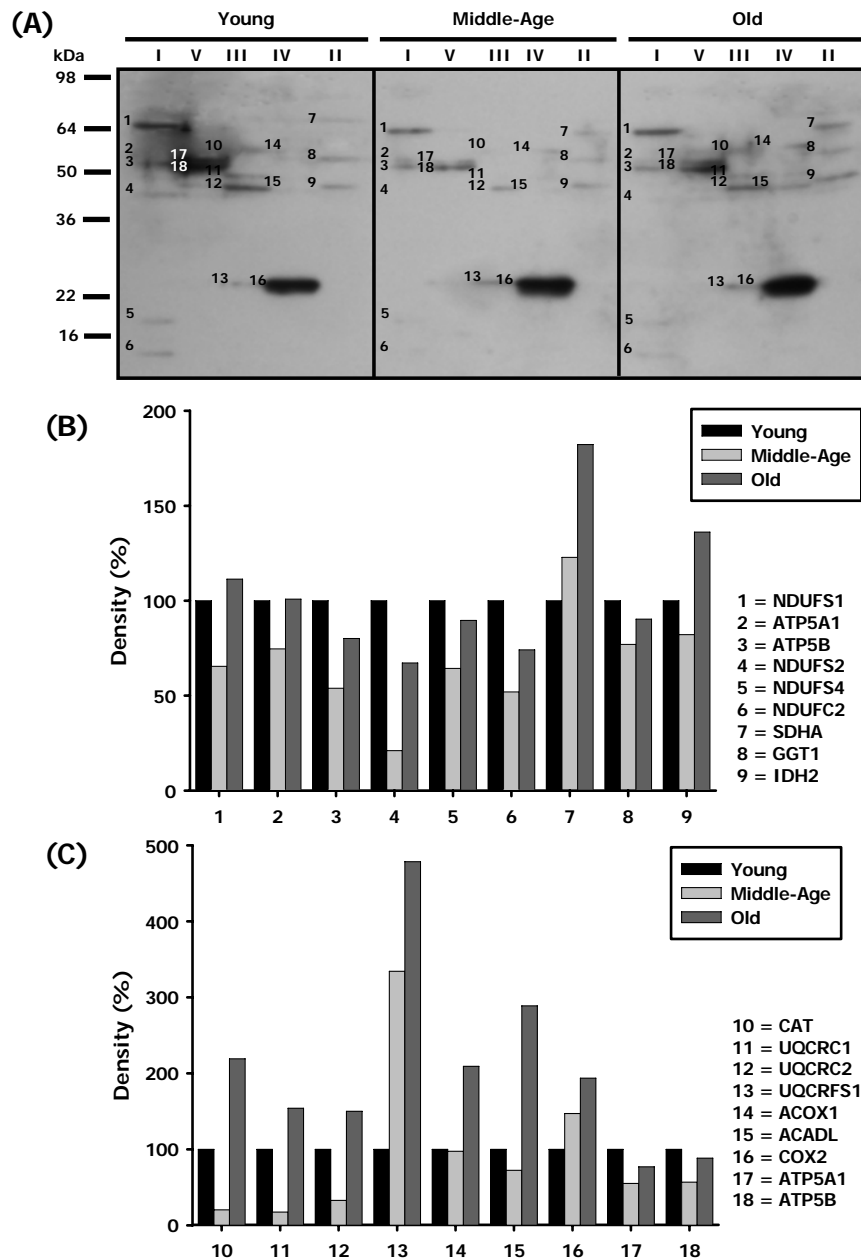 (A)
Young Middle-Age Old
kDa I V III IV II I V III IV II I V III IV II
98
64
50
36
22
16
1 2 3 4 5 6 17 18 10 11 12 13 14 15 16 7 8 9
1 2 3 4 5 6 17 18 10 11 12 13 14 15 16 7 8 9
1 2 3 4 5 6 17 18 10 11 12 13 14 15 16 7 8 9
(B)
Density (%)
200
150
100
50
0
1 2 3 4 5 6 7 8 9
Young
Middle-Age
Old
1 = NDUFS1
2 = ATP5A1
3 = ATP5B
4 = NDUFS2
5 = NDUFS4
6 = NDUFC2
7 = SDHA
8 = GGT1
9 = IDH2
(C)
Density (%)
500
400
300
200
100
0
10 11 12 13 14 15 16 17 18
Young
Middle-Age
Old
10 = CAT
11 = UQCRC1
12 = UQCRC2
13 = UQCRFS1
14 = ACOX1
15 = ACADL
16 = COX2
17 = ATP5A1
18 = ATP5B